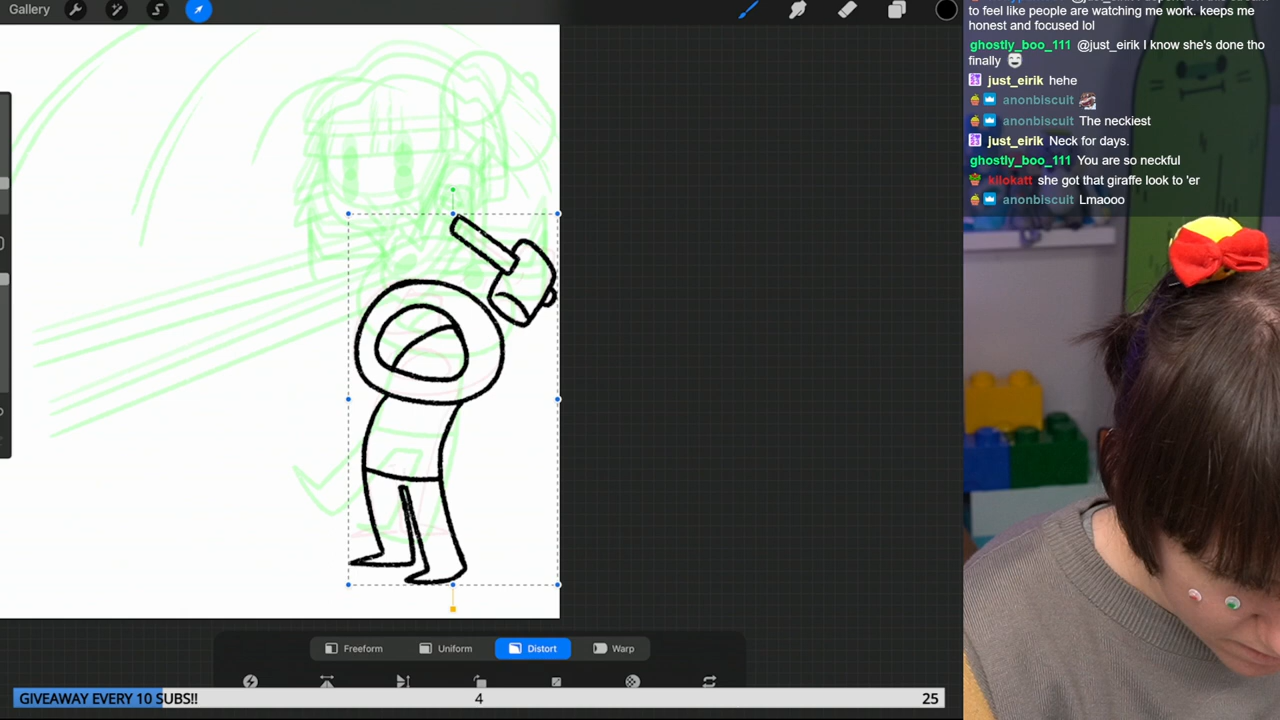 Gallery
to feel like people are watching me work. keeps me
honest and focused lol
ghostly_boo_111 @just_eirik I know she's done tho
finally
just_eirik hehe
anonbiscuit
anonbiscuit The neckiest
just_eirik Neck for days.
ghostly_boo_111 You are so neckful
kilokatt she got that giraffe look to 'er
anonbiscuit Lmaooo
Freeform Uniform Distort Warp
GIVEAWAY EVERY 10 SUBS!! 4 25